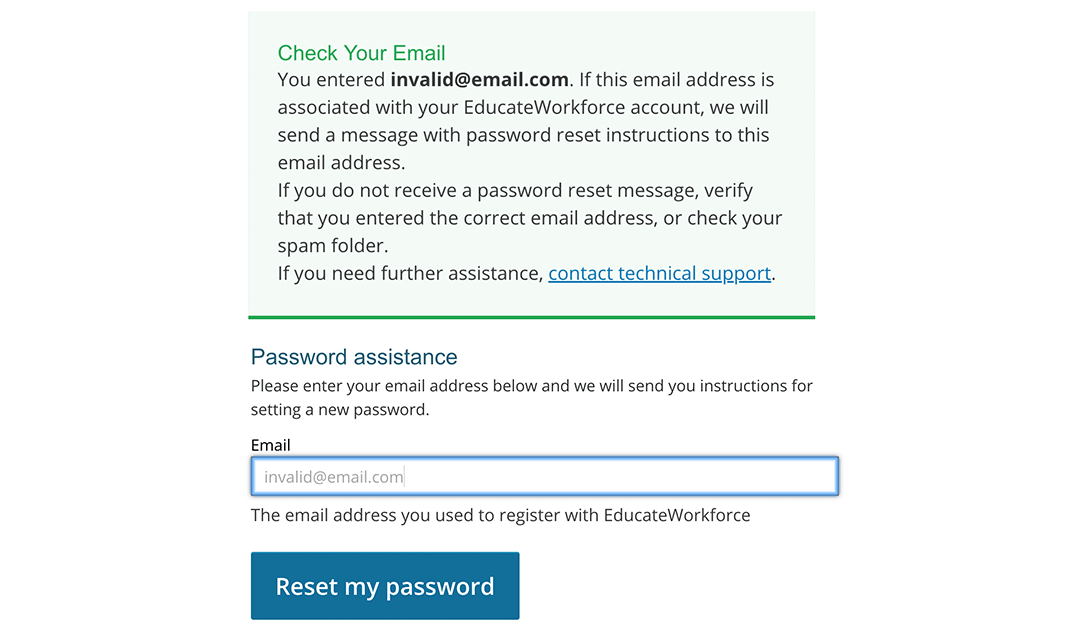 Check Your Email
You entered invalid@email.com. If this email address is
associated with your EducateWorkforce account, we will
send a message with password reset instructions to this
email address.
If you do not receive a password reset message, verify
that you entered the correct email address, or check your
spam folder.
If you need further assistance, contact technical support.
Password assistance
Please enter your email address below and we will send you instructions for
setting a new password.
Email
invalid@email.com
The email address you used to register with EducateWorkforce
Reset my password